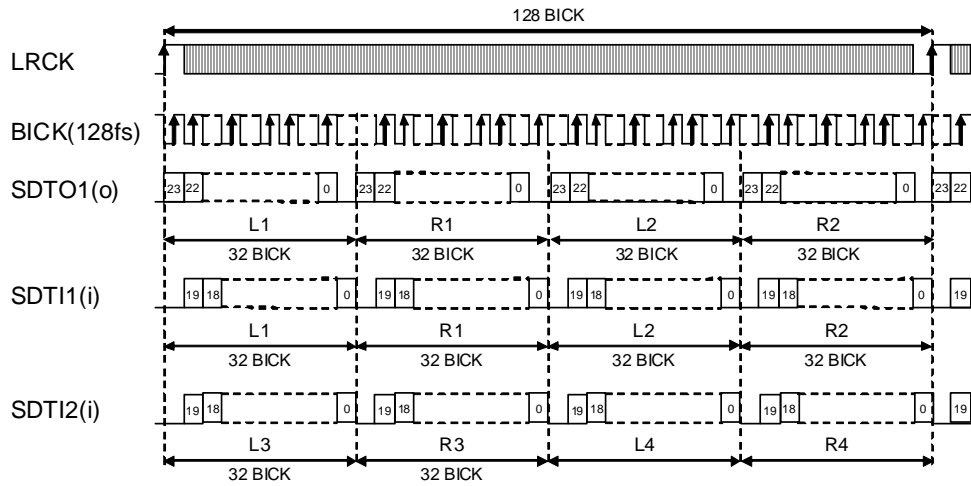 128 BICK
LRCK
BICK(128fs)
SDTO1(o)
23 22 0 23 22 0 23 22 0 23 22 0 23 22
L1 R1 L2 R2
32 BICK 32 BICK 32 BICK 32 BICK
SDTI1(i)
19 18 0 19 18 0 19 18 0 19 18 0 19
L1 R1 L2 R2
32 BICK 32 BICK 32 BICK 32 BICK
SDTI2(i)
19 18 0 19 18 0 19 18 0 19 18 0 19
L3 R3 L4 R4
32 BICK 32 BICK